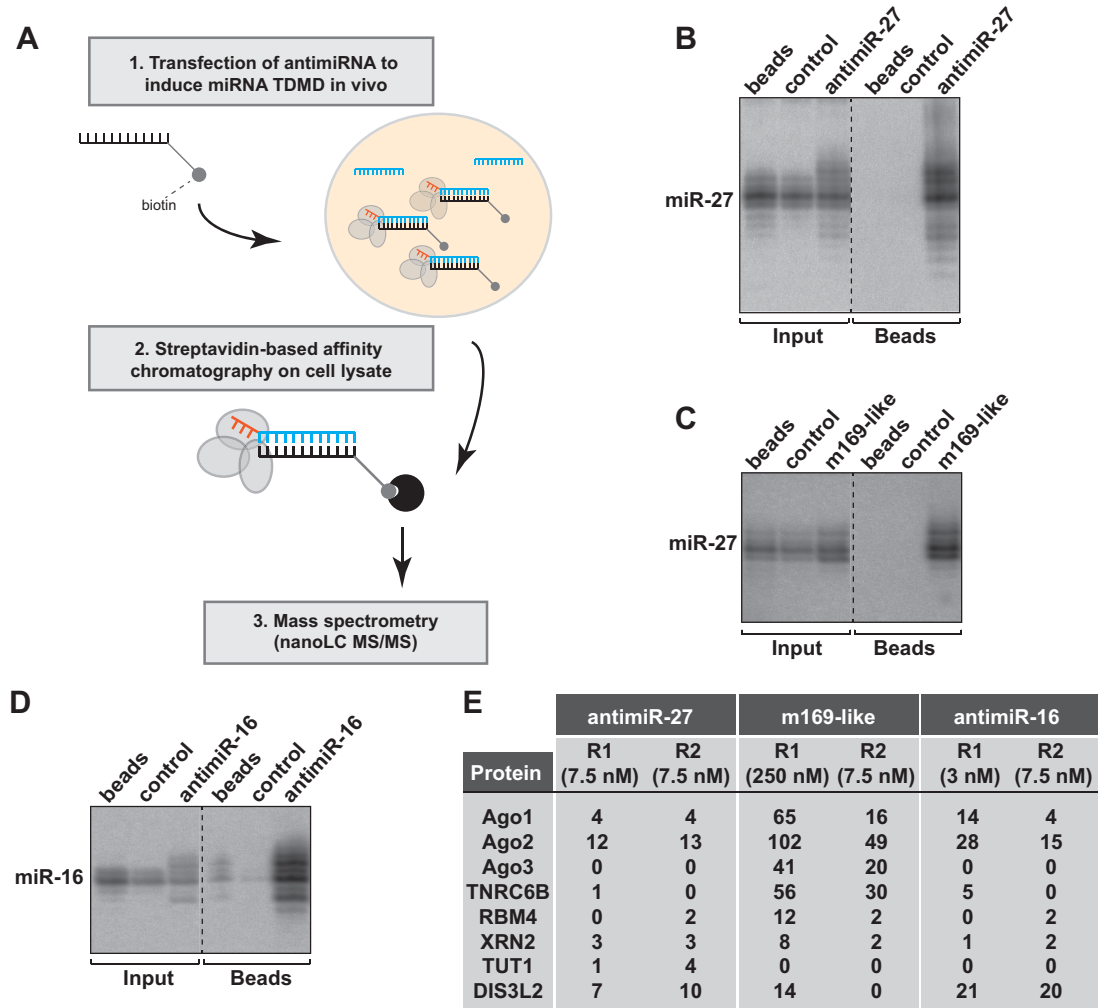 A
1. Transfection of antimiRNA to
induce miRNA TDMD in vivo
biotin
2. Streptavidin-based affinity
chromatography on cell lysate
3. Mass spectrometry
(nanoLC MS/MS)
B
beads control antimiR-27 beads control antimiR-27
miR-27
Input Beads
C
beads control m169-like beads control m169-like
miR-27
Input Beads
D
beads control antimiR-16 beads control antimiR-16
miR-16
Input Beads
E
antimiR-27 m169-like antimiR-16
Protein R1 R2 R1 R2 R1 R2
(7.5 nM) (7.5 nM) (250 nM) (7.5 nM) (3 nM) (7.5 nM)
Ago1 4 4 65 16 14 4
Ago2 12 13 102 49 28 15
Ago3 0 0 41 20 0 0
TNRC6B 1 0 56 30 5 0
RBM4 0 2 12 2 0 2
XRN2 3 3 8 2 1 2
TUT1 1 4 0 0 0 0
DIS3L2 7 10 14 0 21 20